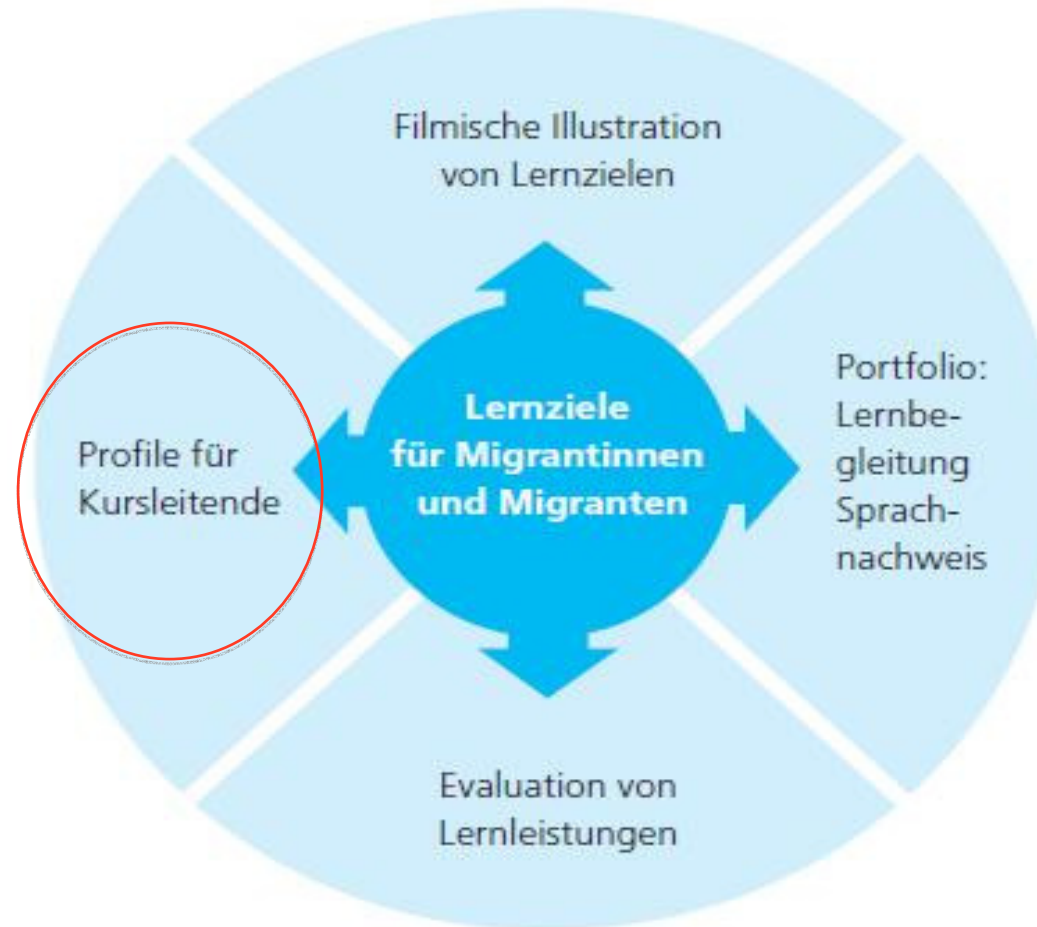 Filmische Illustration
von Lernzielen
Profile für
Kursleitende
Lernziele
für Migrantinnen
und Migranten
Portfolio:
Lernbe-
gleitung
Sprach-
nachweis
Evaluation von
Lernleistungen